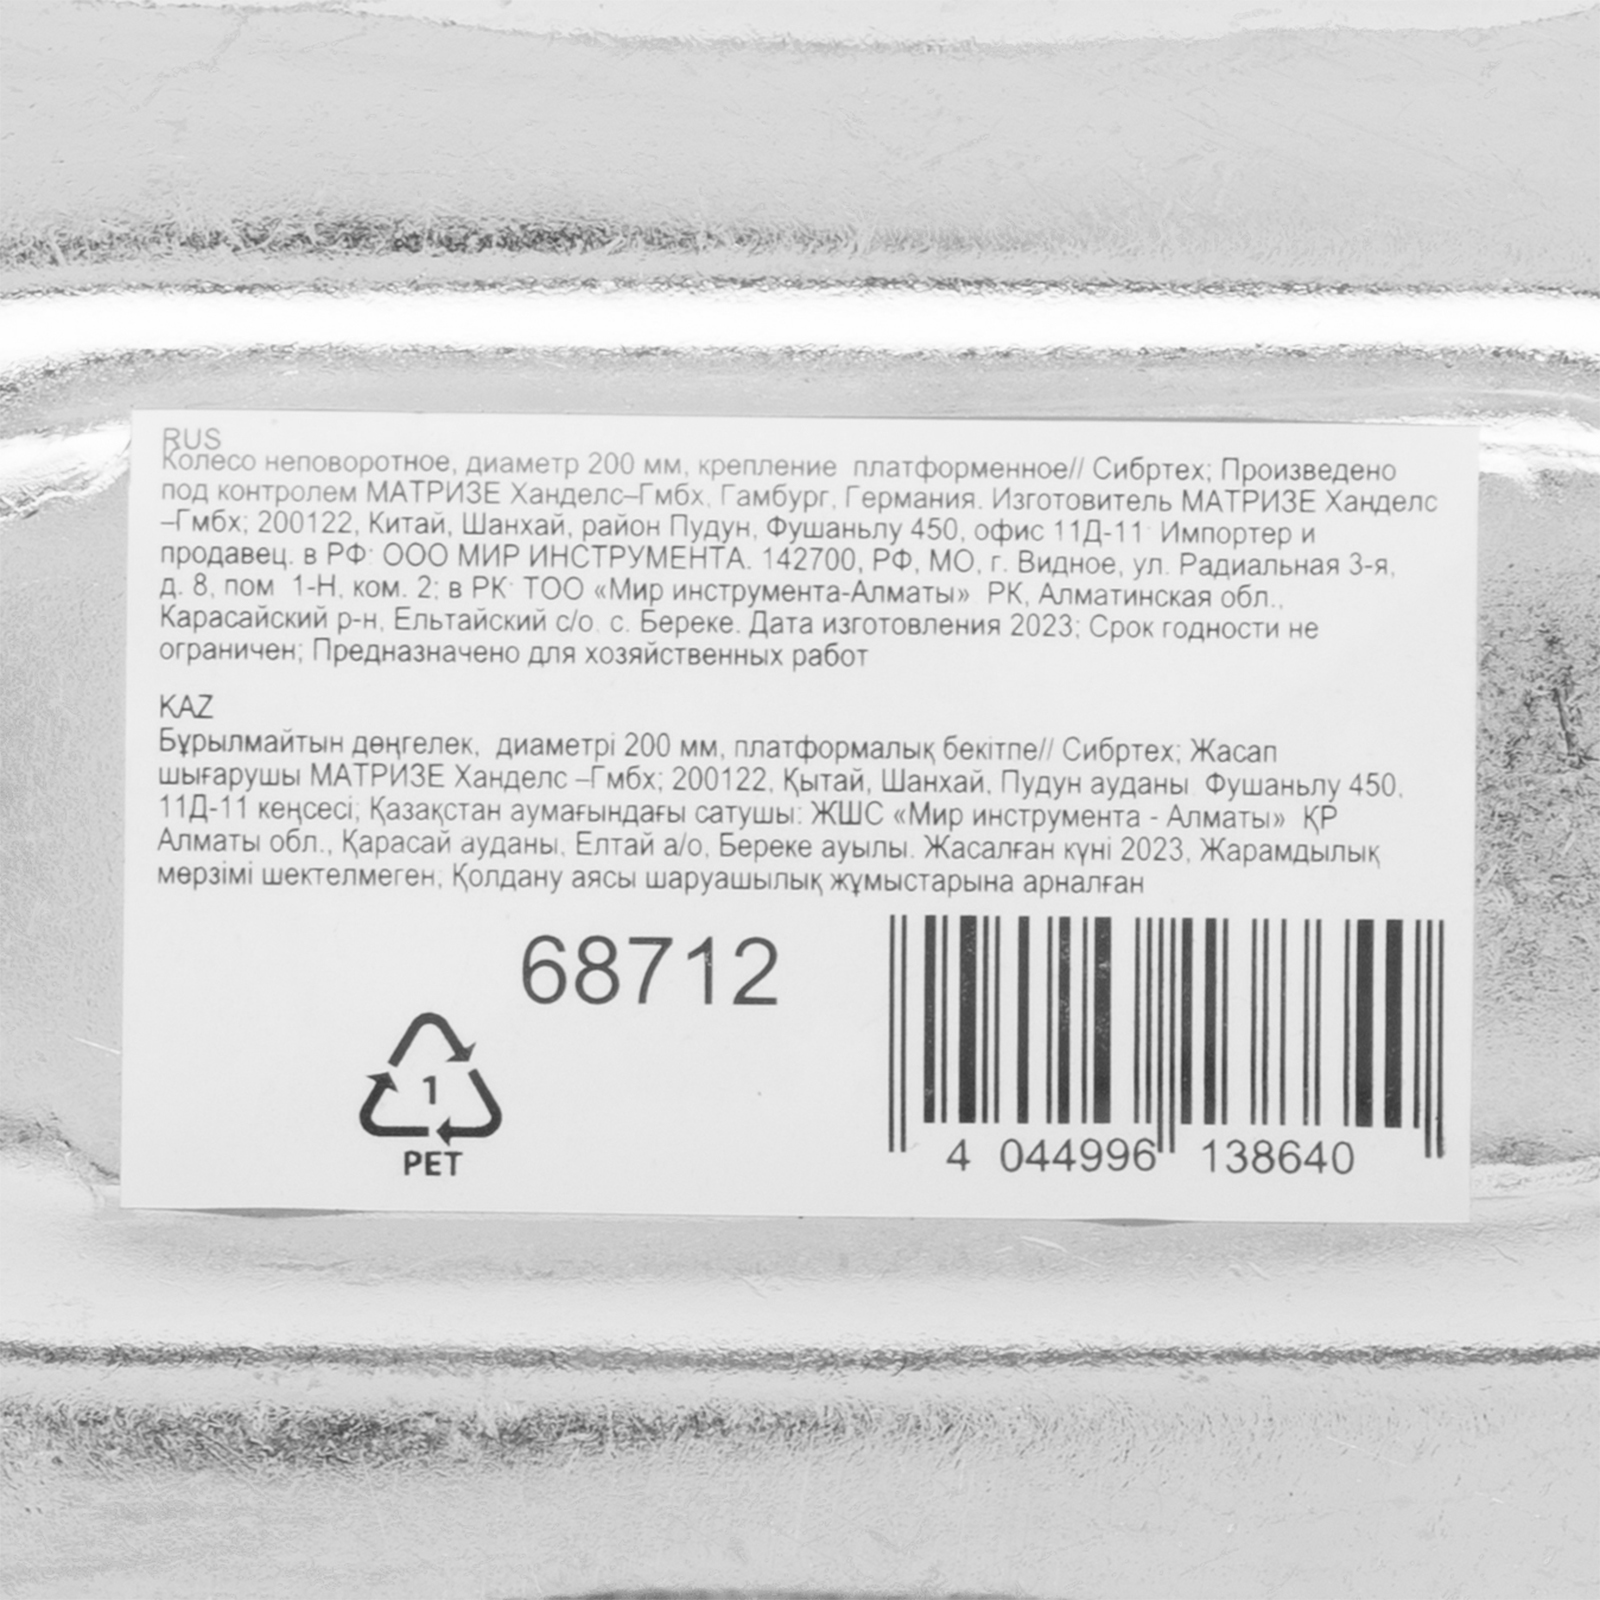 RUS
Колесо неповоротное, диаметр 200 мм, крепление платформенное// Сибртех; Произведено
под контролем МАТРИЗЕ Ханделс–Гмбх, Гамбург, Германия. Изготовитель МАТРИЗЕ Ханделс
–Гмбх; 200122, Китай, Шанхай, район Пудун, Фушаньлу 450, офис 11Д-11 Импортер и
продавец. в РФ: ООО МИР ИНСТРУМЕНТА. 142700, РФ, МО, г. Видное, ул. Радиальная 3-я,
д. 8, пом 1-Н, ком. 2; в РК: ТОО «Мир инструмента-Алматы» РК, Алматинская обл.,
Карасайский р-н, Ельтайский с/о, с. Береке. Дата изготовления 2023; Срок годности не
ограничен; Предназначено для хозяйственных работ
KAZ
Бұрылмайтын дөңгелек, диаметрі 200 мм, платформалық бекітпе// Сибртех; Жасап
шығарушы МАТРИЗЕ Ханделс –Гмбх; 200122, Қытай, Шанхай, Пудун ауданы Фушаньлу 450,
11Д-11 кеңсесі; Қазақстан аумағындағы сатушы: ЖШС «Мир инструмента - Алматы» ҚР
Алматы обл., Қарасай ауданы, Елтай а/о, Береке ауылы. Жасалған күні 2023, Жарамдылық
мөрзімі шектелмеген; Қолдану аясы шаруашылық жұмыстарына арналған
68712
1
PET
4 044996 138640